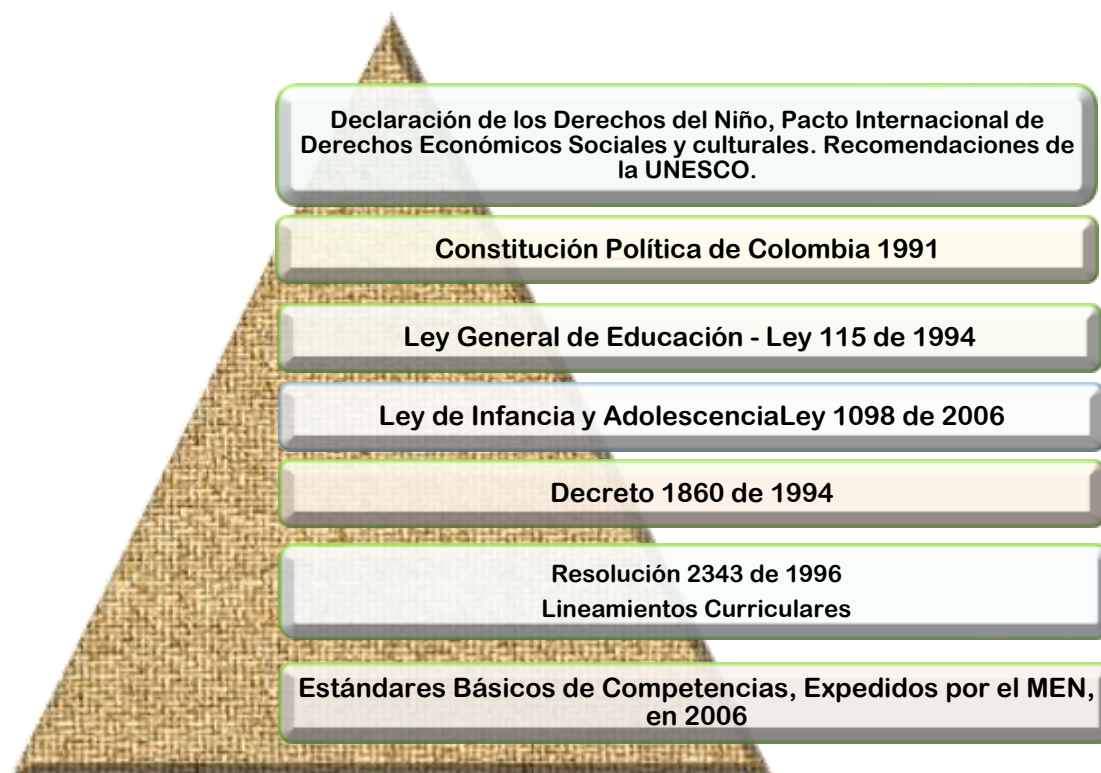 Declaración de los Derechos del Niño, Pacto Internacional de
Derechos Económicos Sociales y culturales. Recomendaciones de
la UNESCO.
Constitución Política de Colombia 1991
Ley General de Educación - Ley 115 de 1994
Ley de Infancia y AdolescenciaLey 1098 de 2006
Decreto 1860 de 1994
Resolución 2343 de 1996
Lineamientos Curriculares
Estándares Básicos de Competencias, Expedidos por el MEN,
en 2006